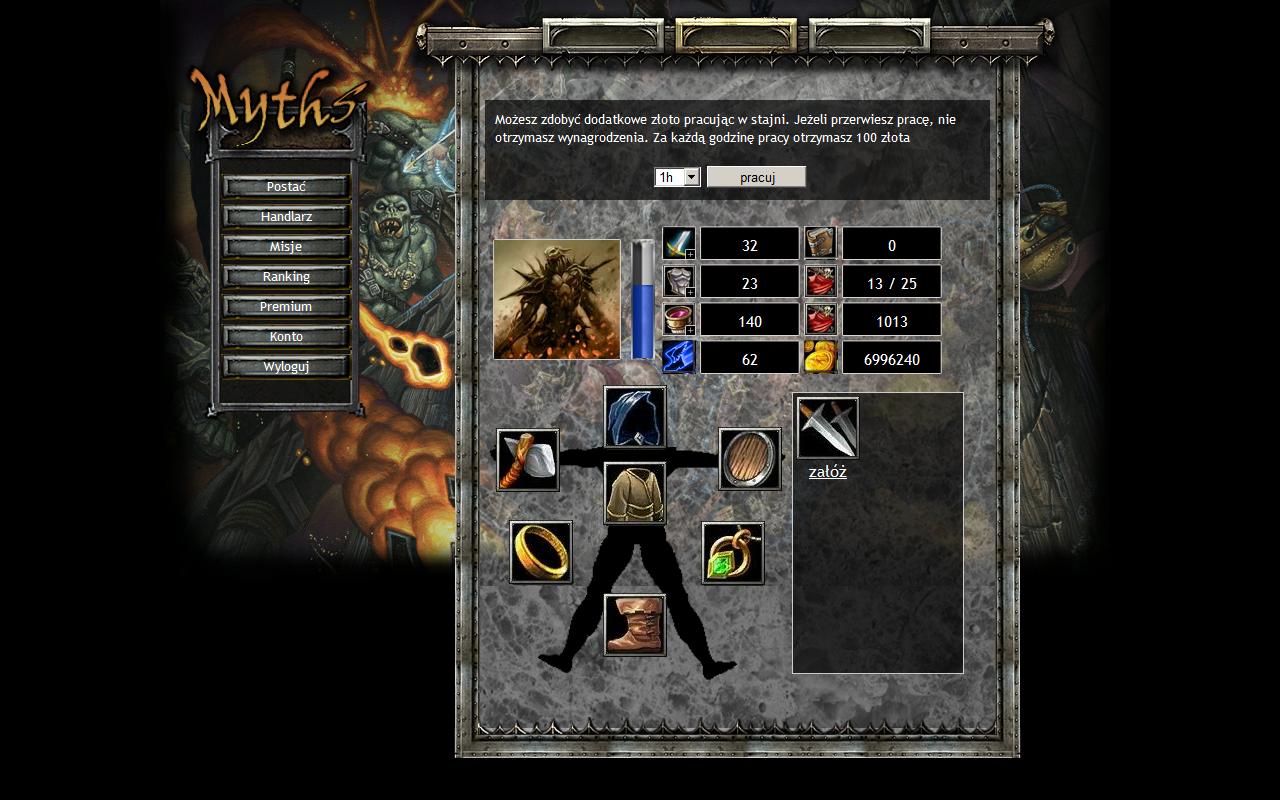 Myths
Postać
Handlarz
Misje
Ranking
Premium
Konto
Wyloguj
Możesz zdobyć dodatkowe złoto pracując w stajni. Jeżeli przerwiesz pracę, nie
otrzymasz wynagrodzenia. Za każdą godzinę pracy otrzymasz 100 złota
1h pracuj
32 0
23 13 / 25
140 1013
62 6996240
załóż